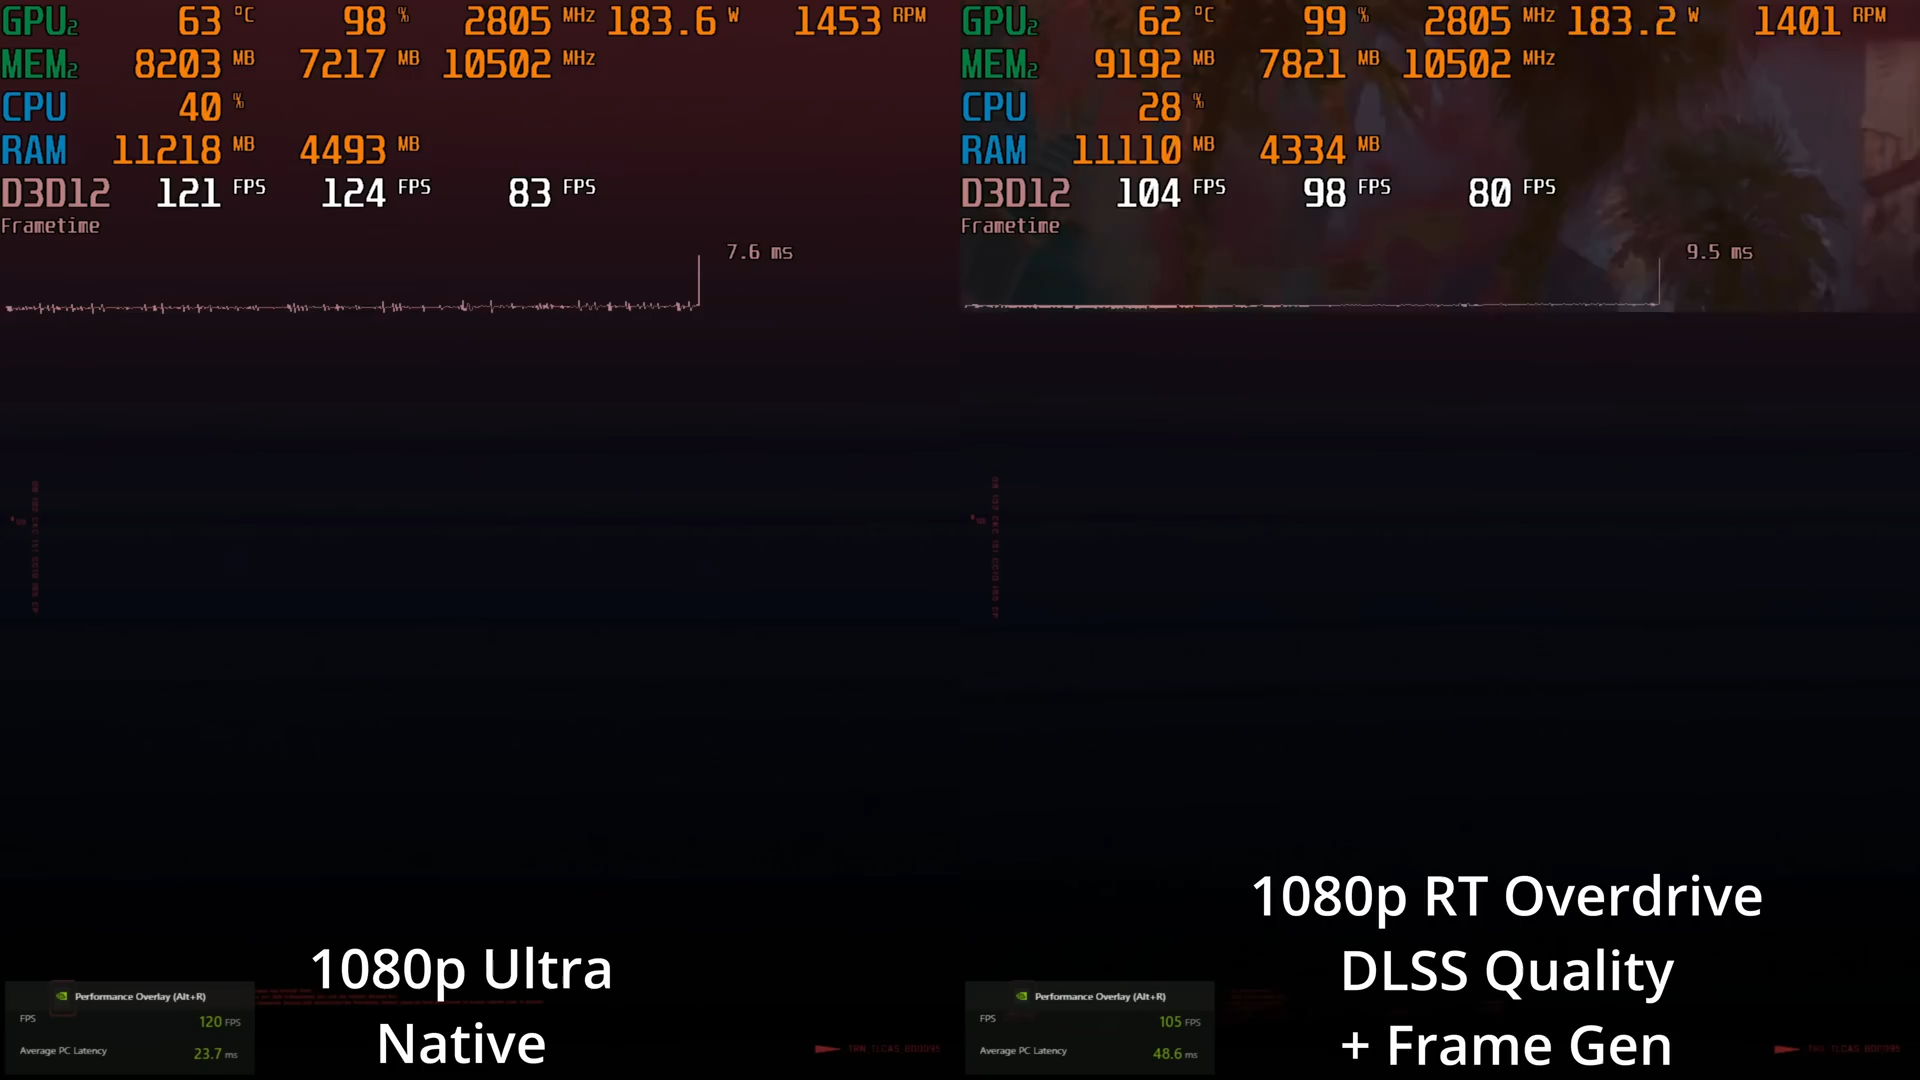 GPU2 63 °C 98 % 2805 MHz 183.6 W 1453 RPM
MEM2 8203 MB 7217 MB 10502 MHz
CPU 40 %
RAM 11218 MB 4493 MB
D3D12 121 FPS 124 FPS 83 FPS
Frametime
7.6 ms
1080p Ultra
Native
Performance Overlay (Alt+R)
FPS 120 FPS
Average PC Latency 23.7 ms
GPU2 62 °C 99 % 2805 MHz 183.2 W 1401 RPM
MEM2 9192 MB 7821 MB 10502 MHz
CPU 28 %
RAM 11110 MB 4334 MB
D3D12 104 FPS 98 FPS 80 FPS
Frametime
9.5 ms
1080p RT Overdrive
DLSS Quality
+ Frame Gen
Performance Overlay (Alt+R)
FPS 105 FPS
Average PC Latency 48.6 ms